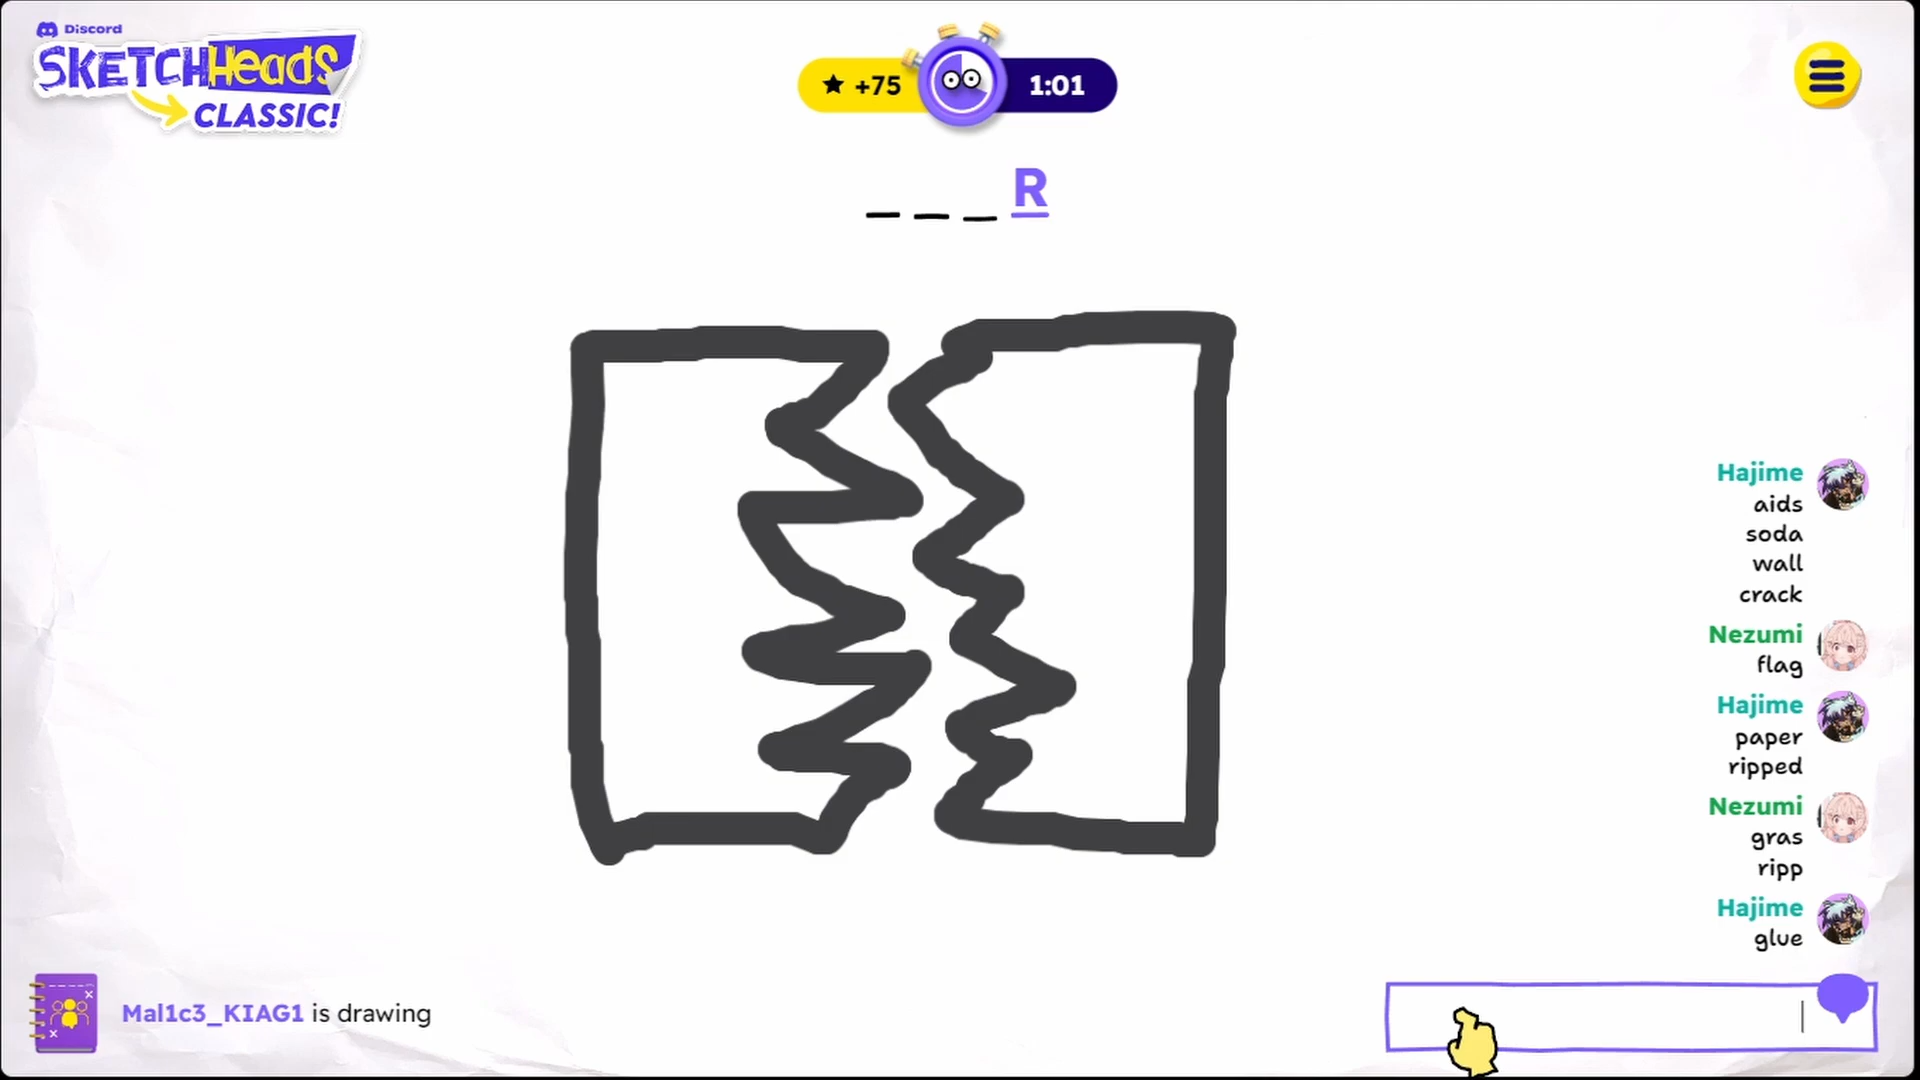 Discord
SKETCHHeadS
CLASSIC!
+75
1:01
_ _ _ R
Hajime
aids
soda
wall
crack
Nezumi
flag
Hajime
paper
ripped
Nezumi
gras
ripp
Hajime
glue
Mal1c3_KIAG1 is drawing